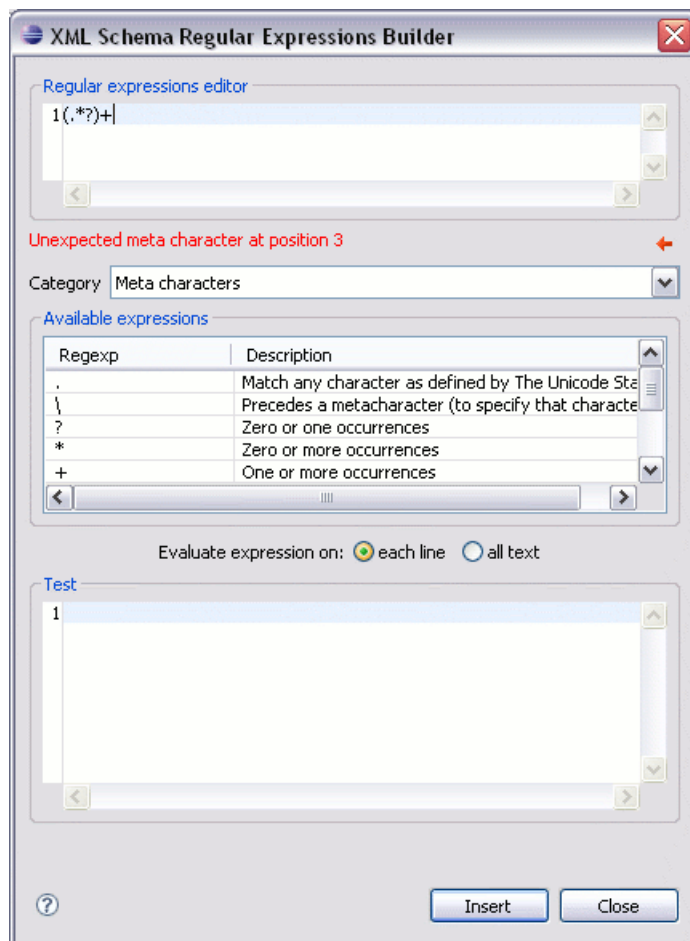 XML Schema Regular Expressions Builder
Regular expressions editor
1(.*?)+
Unexpected meta character at position 3
Category Meta characters
Available expressions
Regexp Description
. Match any character as defined by The Unicode Sta
\ Precedes a metacharacter (to specify that characte
? Zero or one occurrences
* Zero or more occurrences
+ One or more occurrences
Evaluate expression on: each line all text
Test
1
? Insert Close